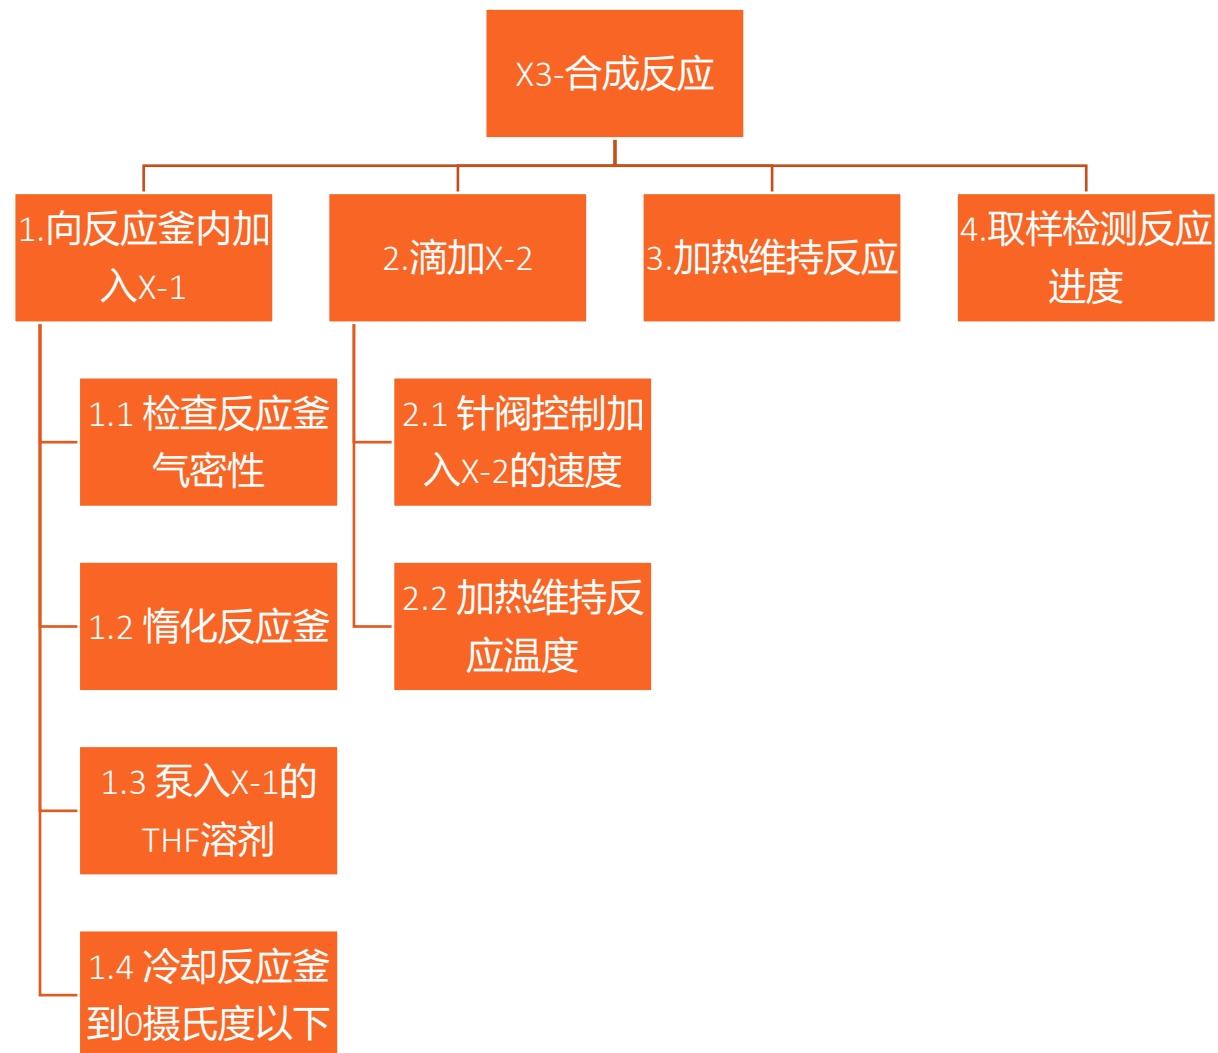 X3-合成反应
1.向反应釜内加
入X-1
1.1 检查反应釜
气密性
1.2 惰化反应釜
1.3 泵入X-1的
THF溶剂
1.4 冷却反应釜
到0摄氏度以下
2.滴加X-2
2.1 针阀控制加
入X-2的速度
2.2 加热维持反
应温度
3.加热维持反应
4.取样检测反应
进度